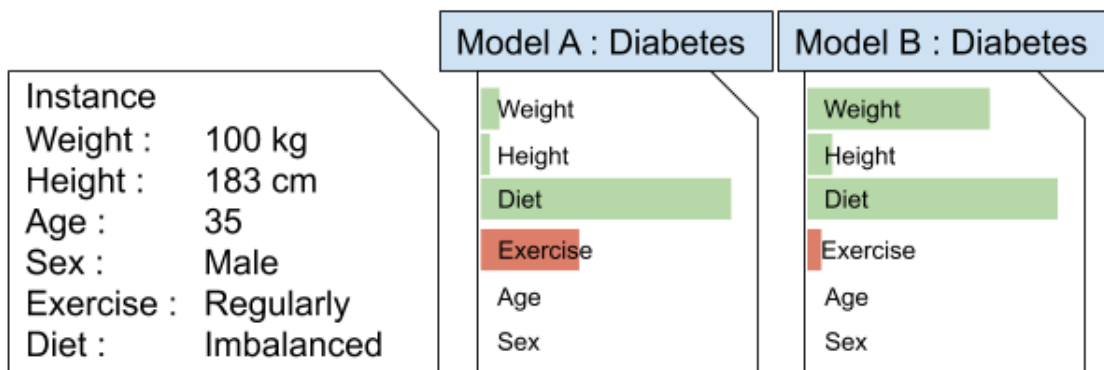 Instance
Weight : 100 kg
Height : 183 cm
Age : 35
Sex : Male
Exercise : Regularly
Diet : Imbalanced
Model A : Diabetes
Weight
Height
Diet
Exercise
Age
Sex
Model B : Diabetes
Weight
Height
Diet
Exercise
Age
Sex